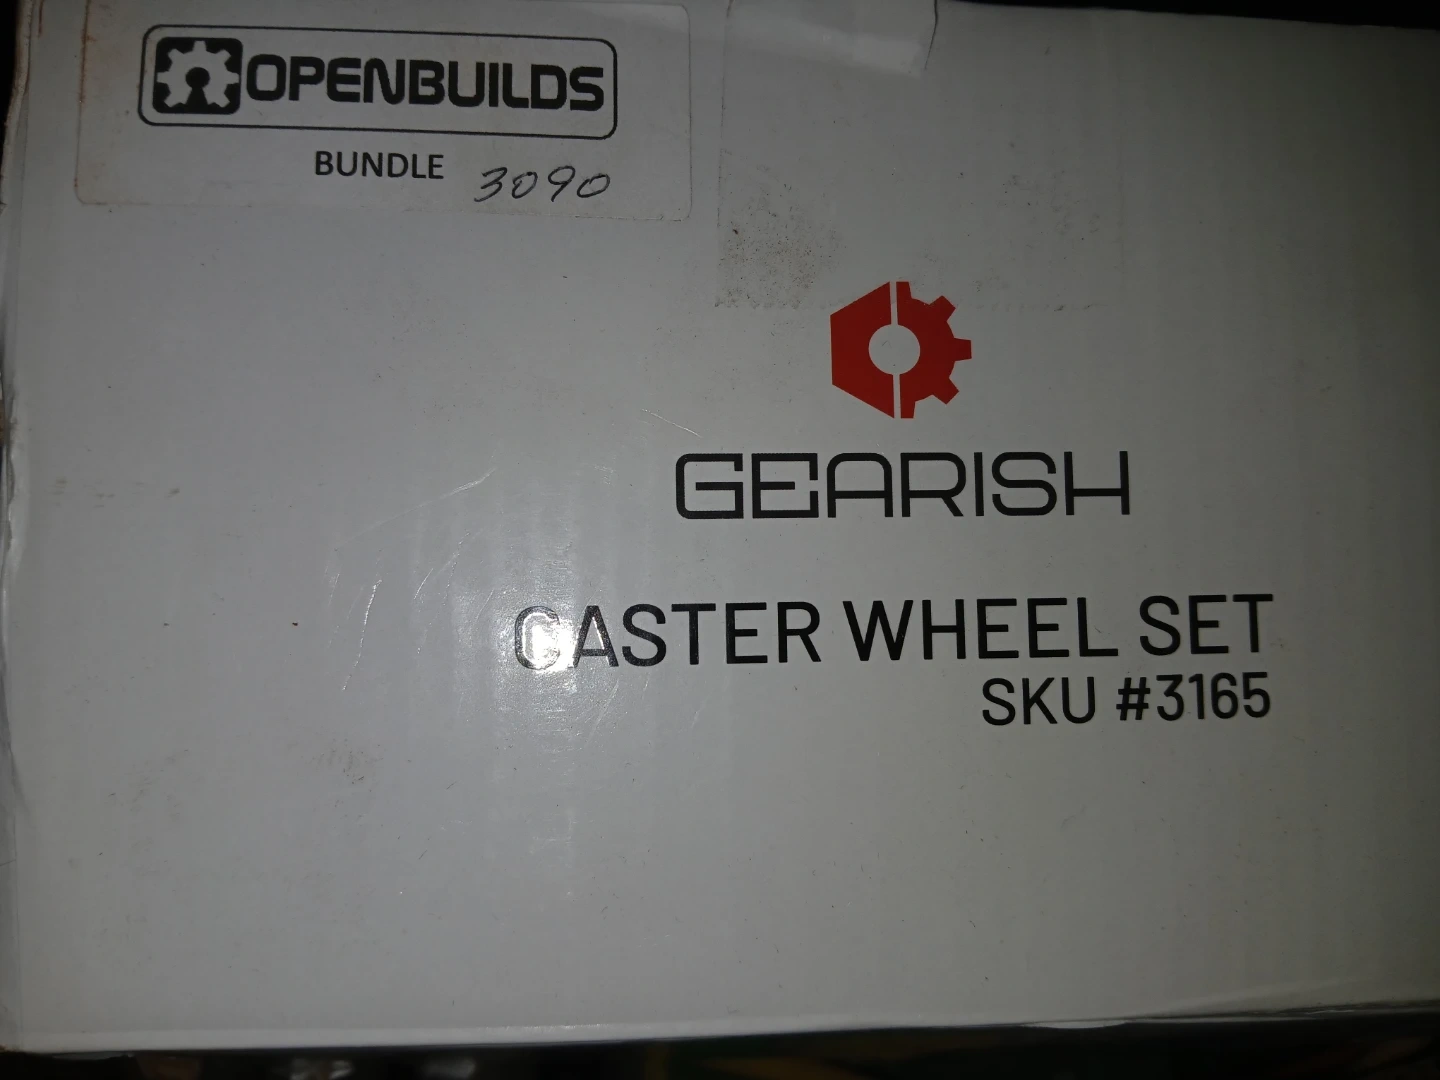 OPENBUILDS
BUNDLE 3090
GEARISH
CASTER WHEEL SET
SKU #3165